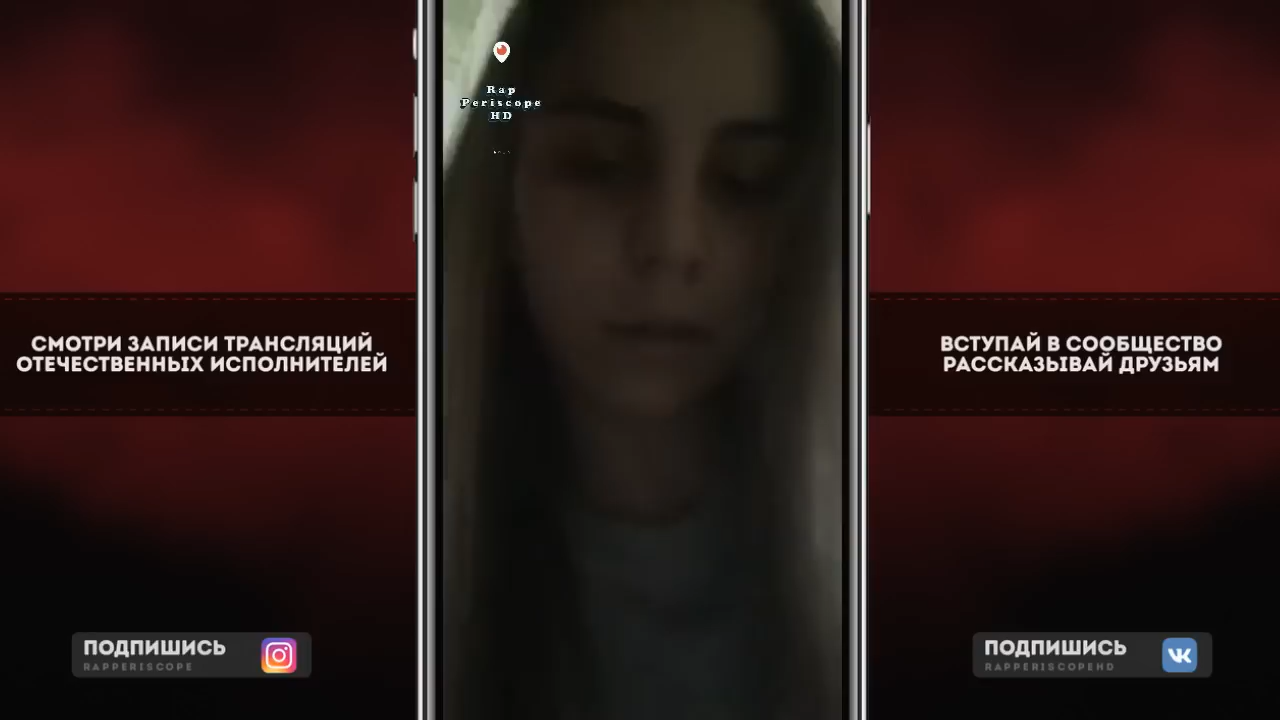 Rap
Periscope
HD
СМОТРИ ЗАПИСИ ТРАНСЛЯЦИЙ
ОТЕЧЕСТВЕННЫХ ИСПОЛНИТЕЛЕЙ
ВСТУПАЙ В СООБЩЕСТВО
РАССКАЗЫВАЙ ДРУЗЬЯМ
ПОДПИШИСЬ
RAPPERISCOPE
ПОДПИШИСЬ
RAPPERISCOPEHD